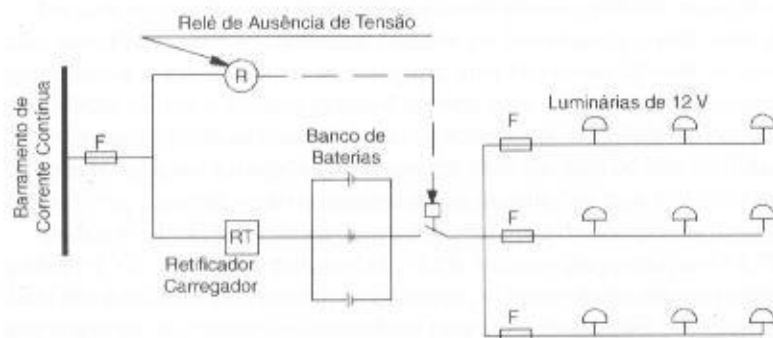 Relé de Ausência de Tensão
R
Luminárias de 12 V
Barramento de
Corrente Contínua
F
Banco de
Baterias
F
F
RT
Retificador
Carregador
F